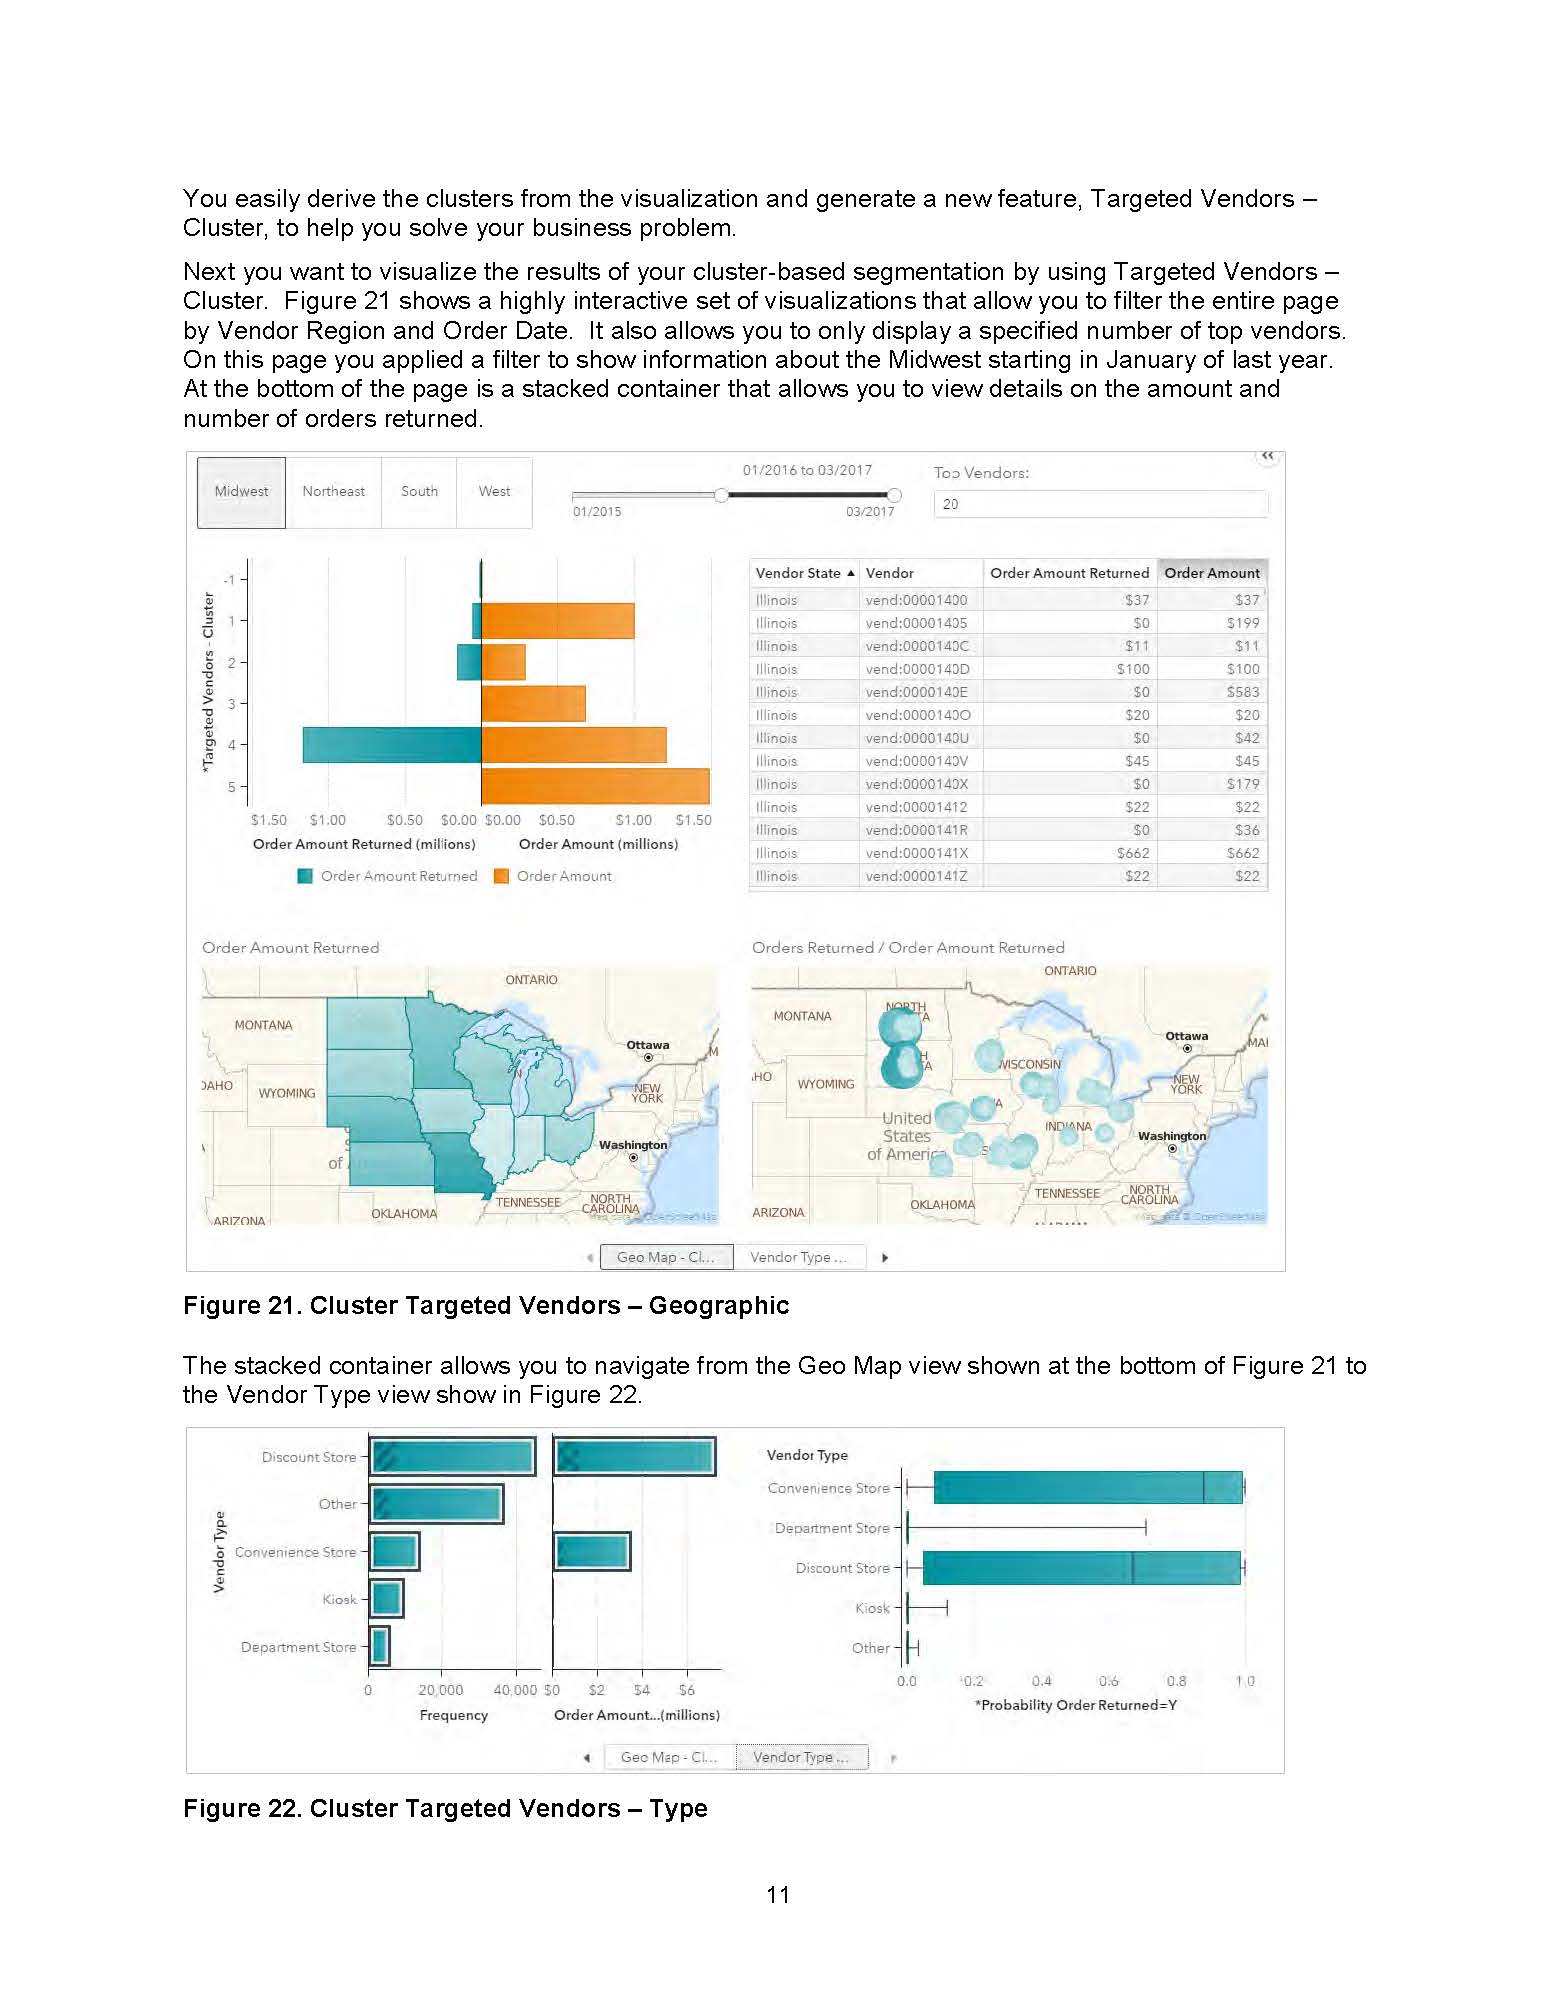 You easily derive the clusters from the visualization and generate a new feature, Targeted Vendors –
Cluster, to help you solve your business problem.
Next you want to visualize the results of your cluster-based segmentation by using Targeted Vendors –
Cluster.  Figure 21 shows a highly interactive set of visualizations that allow you to filter the entire page
by Vendor Region and Order Date.  It also allows you to only display a specified number of top vendors.
On this page you applied a filter to show information about the Midwest starting in January of last year.
At the bottom of the page is a stacked container that allows you to view details on the amount and
number of orders returned.
Midwest Northeast South West
01/2016 to 03/2017
01/2015 03/2017
Top Vendors:
20
*Targeted Vendors - Cluster
-1
1
2
3
4
5
$1.50 $1.00 $0.50 $0.00 $0.00 $0.50 $1.00 $1.50
Order Amount Returned (millions) Order Amount (millions)
Order Amount Returned Order Amount
Vendor State ▲ Vendor Order Amount Returned Order Amount
Illinois vend:00001400 $37 $37
Illinois vend:00001405 $0 $199
Illinois vend:0000140C $11 $11
Illinois vend:0000140D $100 $100
Illinois vend:0000140E $0 $583
Illinois vend:0000140O $20 $20
Illinois vend:0000140U $0 $42
Illinois vend:0000140V $45 $45
Illinois vend:0000140X $0 $179
Illinois vend:00001412 $22 $22
Illinois vend:0000141R $0 $36
Illinois vend:0000141X $662 $662
Illinois vend:0000141Z $22 $22
Order Amount Returned
ONTARIO
MONTANA
Ottawa
DAHO
WYOMING
NEW
YORK
Washington
of
TENNESSEE
NORTH
CAROLINA
OKLAHOMA
ARIZONA
Orders Returned / Order Amount Returned
ONTARIO
NORTH
MONTANA
Ottawa
MAI
WISCONSIN
HO
WYOMING
NEW
YORK
United
States
of America
INDIANA
Washington
TENNESSEE
NORTH
CAROLINA
OKLAHOMA
ARIZONA
Geo Map - Cl... Vendor Type ...
Figure 21. Cluster Targeted Vendors – Geographic
The stacked container allows you to navigate from the Geo Map view shown at the bottom of Figure 21 to
the Vendor Type view show in Figure 22.
Vendor Type
Discount Store
Other
Convenience Store
Kiosk
Department Store
0 20,000 40,000 $0 $2 $4 $6
Frequency Order Amount...(millions)
Vendor Type
Convenience Store
Department Store
Discount Store
Kiosk
Other
0.0 0.2 0.4 0.6 0.8 1.0
*Probability Order Returned=Y
Geo Map - Cl... Vendor Type ...
Figure 22. Cluster Targeted Vendors – Type
11